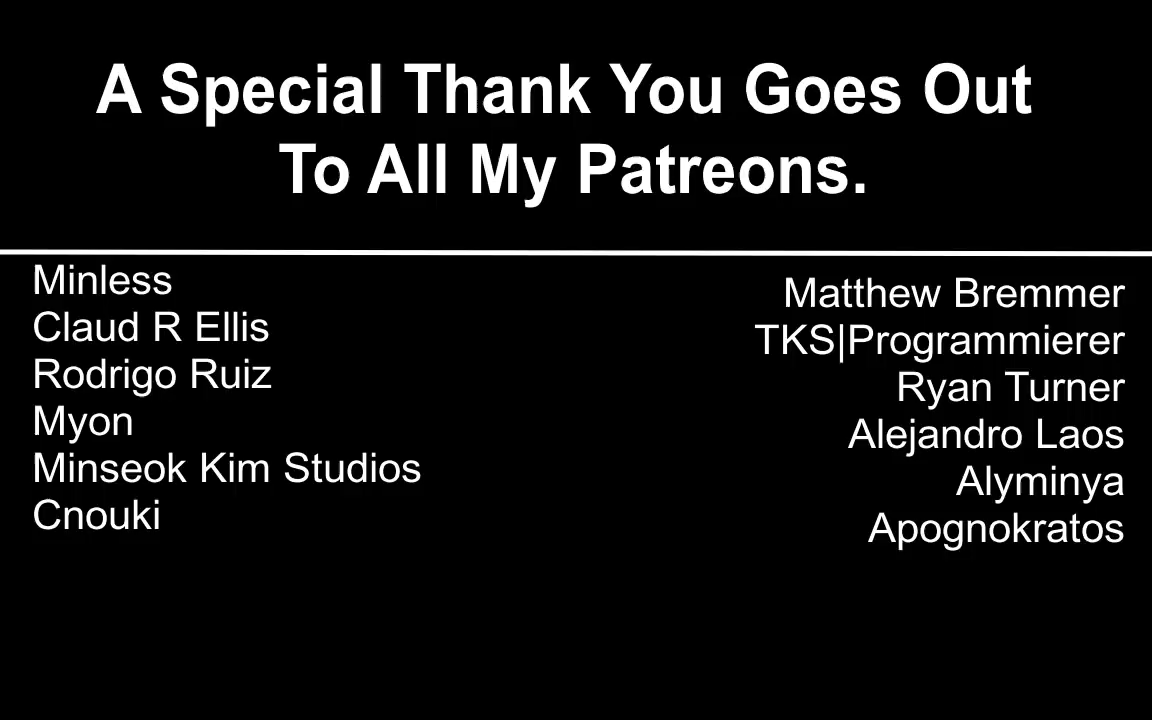 A Special Thank You Goes Out
To All My Patreons.
Minless
Claud R Ellis
Rodrigo Ruiz
Myon
Minseok Kim Studios
Cnouki
Matthew Bremmer
TKS|Programmierer
Ryan Turner
Alejandro Laos
Alyminya
Apognokratos